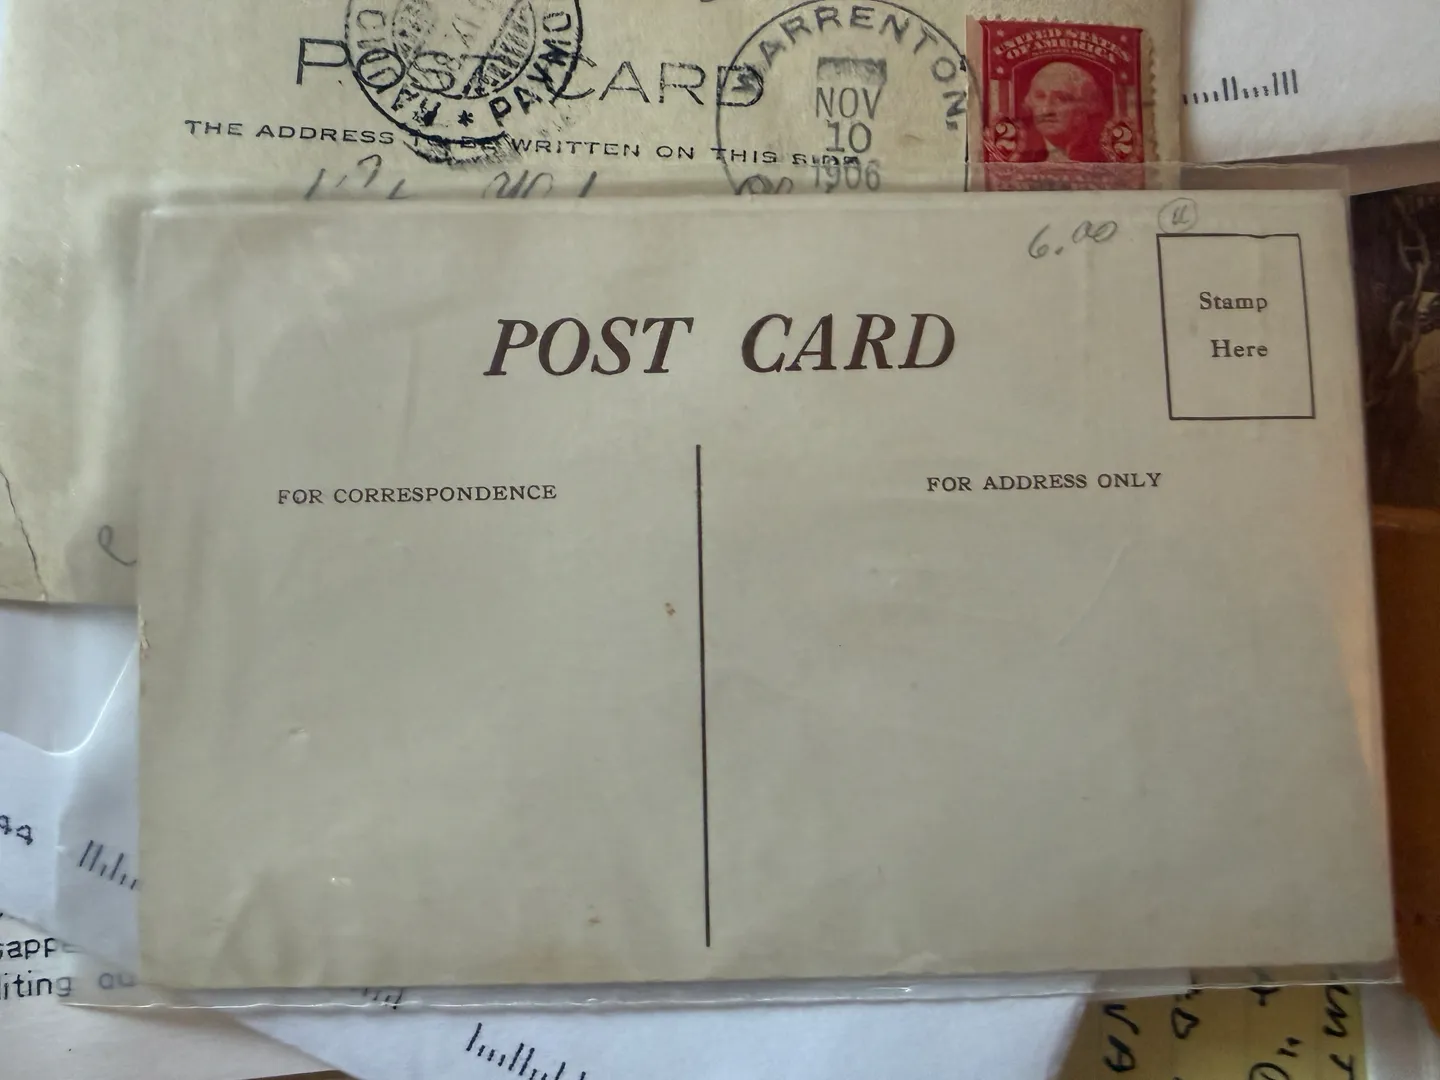 POST CARD
THE ADDRESS TO BE WRITTEN ON THIS SIDE
WARRENTON,
NOV
10
1906
UNITED STATES
OF AMERICA
2 2
6.00
POST CARD
Stamp
Here
FOR CORRESPONDENCE
FOR ADDRESS ONLY
VA